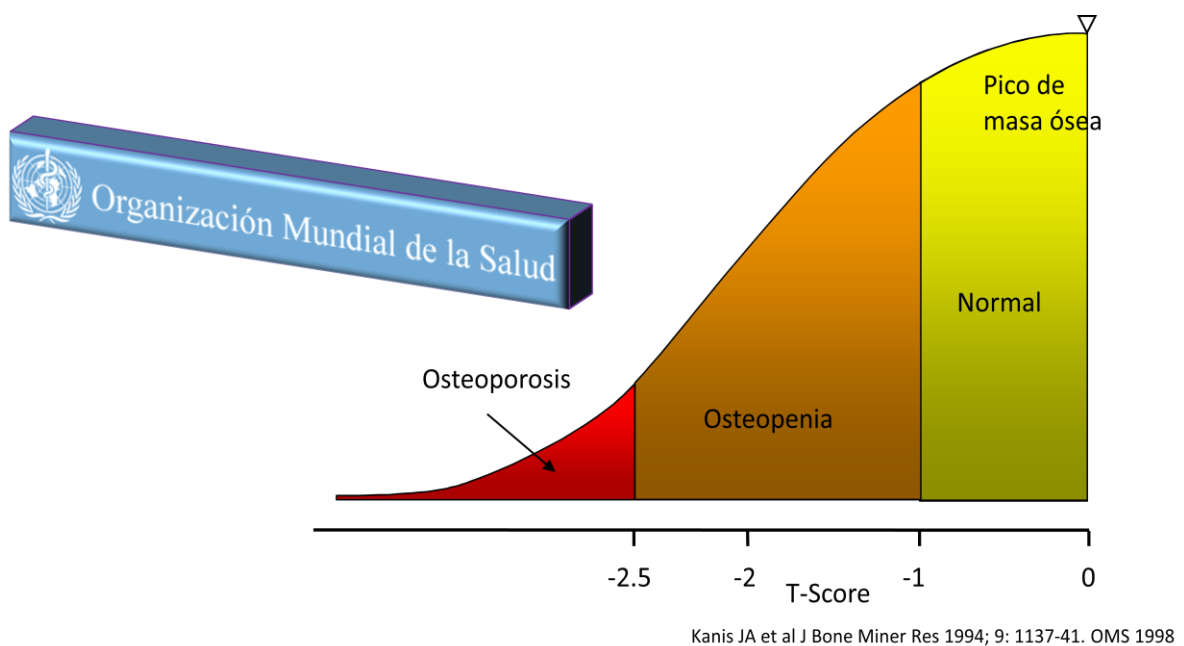 Pico de
masa ósea
Organización Mundial de la Salud
Normal
Osteoporosis
Osteopenia
-2.5
-2
-1
0
T-Score
Kanis JA et al J Bone Miner Res 1994; 9: 1137-41. OMS 1998